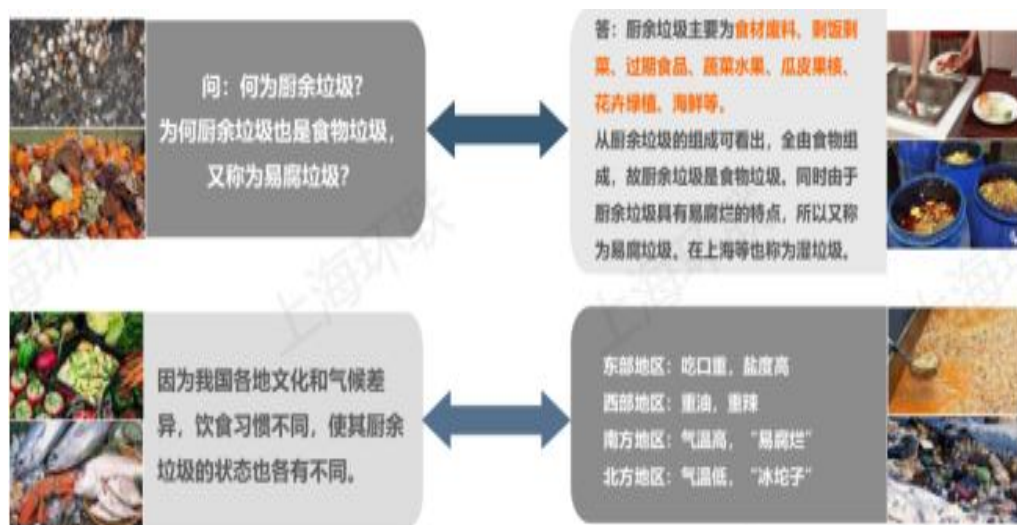 问：何为厨余垃圾？
为何厨余垃圾也是食物垃圾，
又称为易腐垃圾？
答：厨余垃圾主要为食材废料、剩饭剩
菜、过期食品、蔬菜水果、瓜皮果核、
花卉绿植、海鲜等。
从厨余垃圾的组成可看出，全由食物组
成，故厨余垃圾是食物垃圾。同时由于
厨余垃圾具有易腐烂的特点，所以又称
为易腐垃圾。在上海等也称为湿垃圾。
因为我国各地文化和气候差
异，饮食习惯不同，使其厨余
垃圾的状态也各有不同。
东部地区：吃口重，盐度高
西部地区：重油，重辣
南方地区：气温高，“易腐烂”
北方地区：气温低，“冰坨子”
上海环联